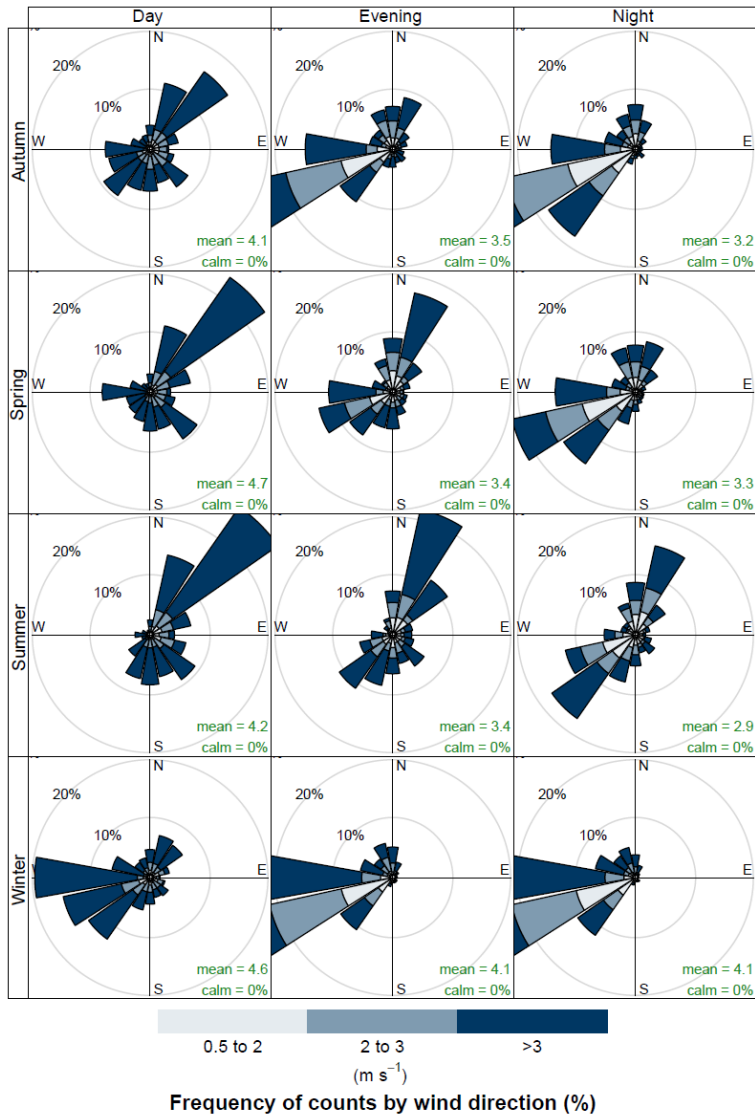 Day Evening Night
Autumn
N
20%
10%
W E
S
mean = 4.1
calm = 0%
N
20%
10%
W E
S
mean = 3.5
calm = 0%
N
20%
10%
W E
S
mean = 3.2
calm = 0%
Spring
N
20%
10%
W E
S
mean = 4.7
calm = 0%
N
20%
10%
W E
S
mean = 3.4
calm = 0%
N
20%
10%
W E
S
mean = 3.3
calm = 0%
Summer
N
20%
10%
W E
S
mean = 4.2
calm = 0%
N
20%
10%
W E
S
mean = 3.4
calm = 0%
N
20%
10%
W E
S
mean = 2.9
calm = 0%
Winter
N
20%
10%
E
S
mean = 4.6
calm = 0%
N
20%
10%
E
S
mean = 4.1
calm = 0%
N
20%
10%
E
S
mean = 4.1
calm = 0%
0.5 to 2 2 to 3 >3
(m s⁻¹)
Frequency of counts by wind direction (%)